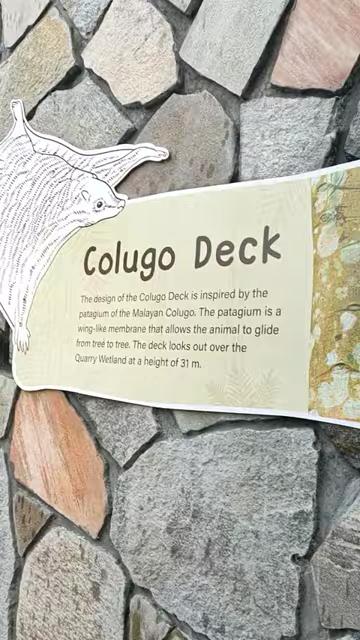 Colugo Deck
The design of the Colugo Deck is inspired by the
patagium of the Malayan Colugo. The patagium is a
wing-like membrane that allows the animal to glide
from tree to tree. The deck looks out over the
Quarry Wetland at a height of 31 m.